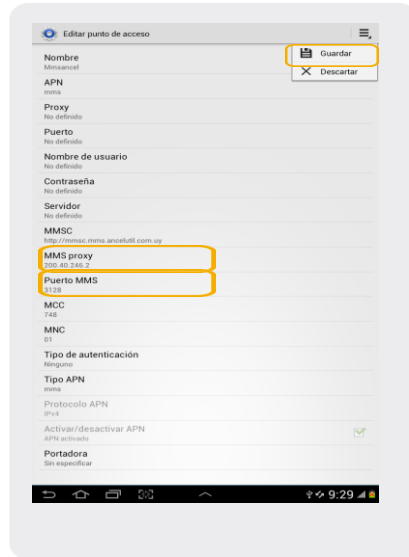 Editar punto de acceso
Guardar
Descartar
Nombre
Mmsancel
APN
mms
Proxy
No definido
Puerto
No definido
Nombre de usuario
No definido
Contraseña
No definido
Servidor
No definido
MMSC
http://mmsc.mms.ancelutil.com.uy
MMS proxy
200.40.246.2
Puerto MMS
3128
MCC
748
MNC
01
Tipo de autenticación
Ninguno
Tipo APN
mms
Protocolo APN
IPv4
Activar/desactivar APN
APN activado
Portadora
Sin especificar
9:29